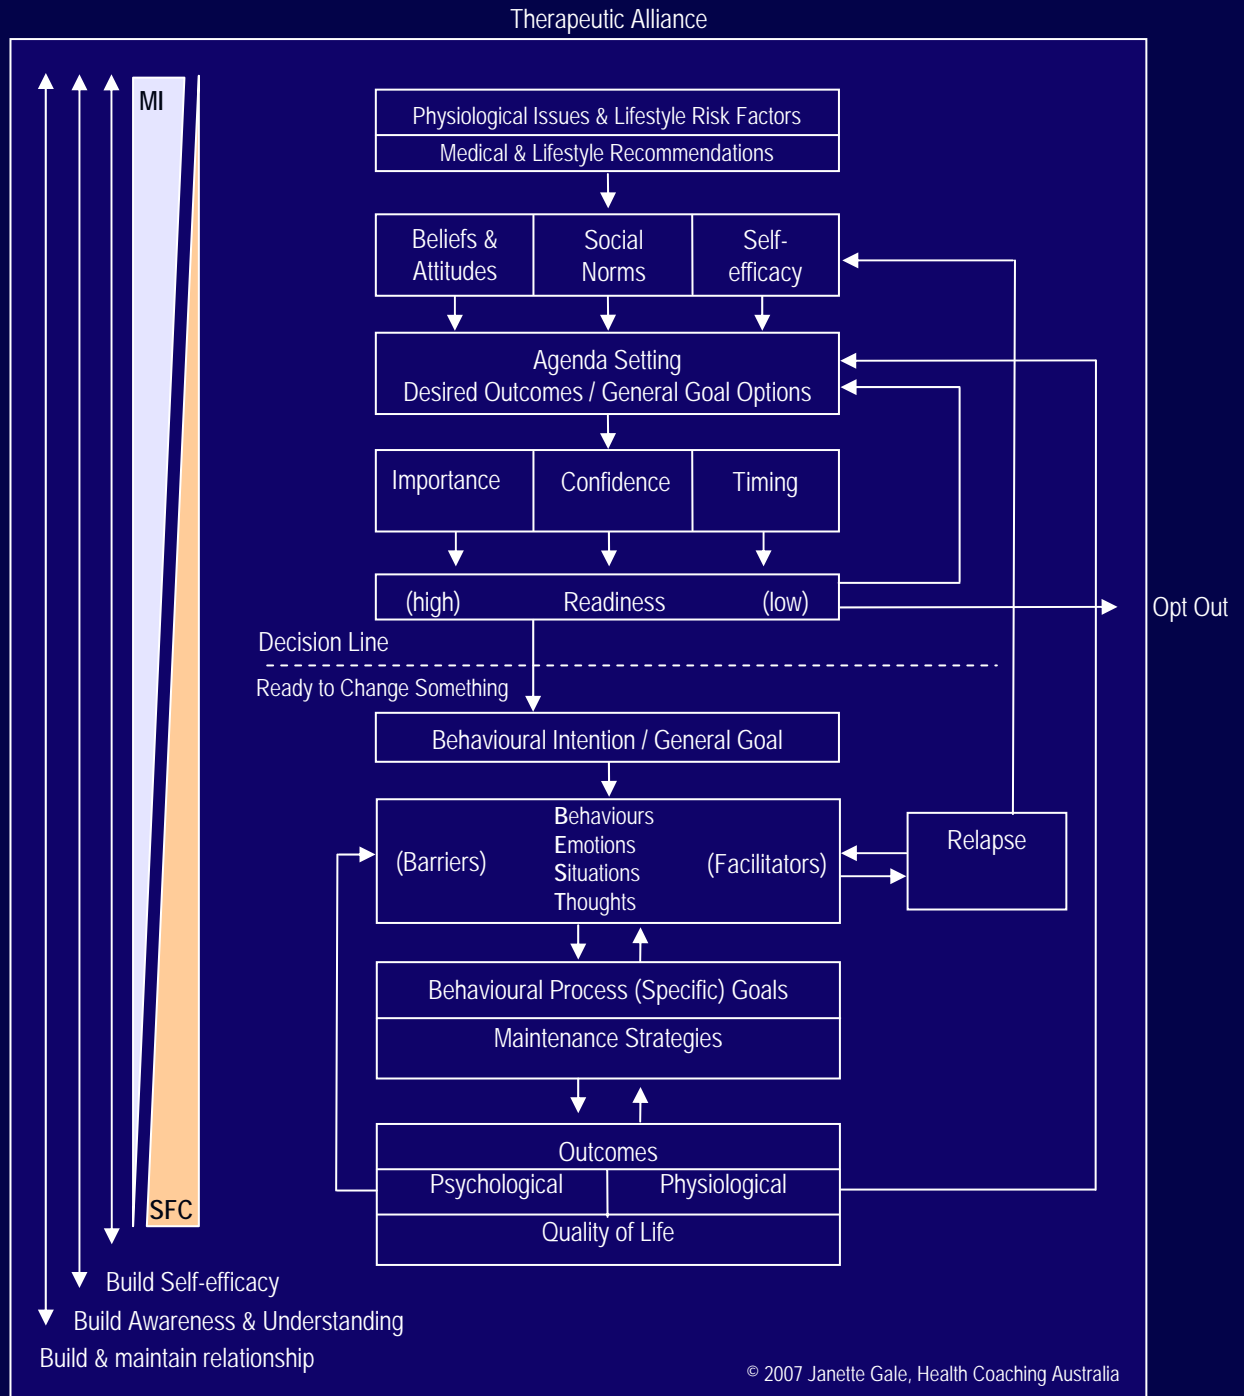 Therapeutic Alliance
MI
Physiological Issues & Lifestyle Risk Factors
Medical & Lifestyle Recommendations
Beliefs &
Attitudes
Social
Norms
Self-
efficacy
Agenda Setting
Desired Outcomes / General Goal Options
Importance
Confidence
Timing
(high) Readiness (low)
Opt Out
Decision Line
Ready to Change Something
Behavioural Intention / General Goal
(Barriers)
Behaviours
Emotions
Situations
Thoughts
(Facilitators)
Relapse
Behavioural Process (Specific) Goals
Maintenance Strategies
Outcomes
Psychological
Physiological
Quality of Life
SFC
Build Self-efficacy
Build Awareness & Understanding
Build & maintain relationship
© 2007 Janette Gale, Health Coaching Australia